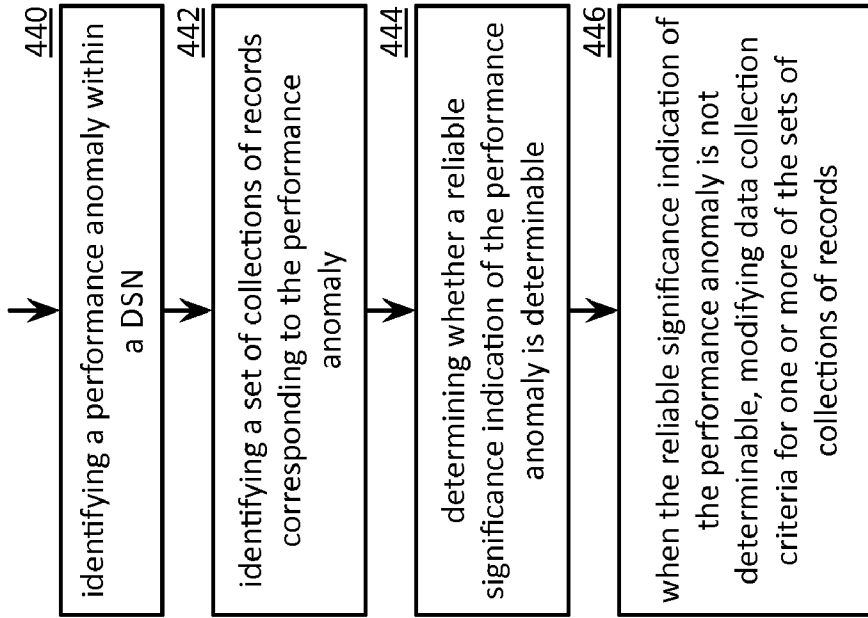 440
identifying a performance anomaly within
a DSN
442
identifying a set of collections of records
corresponding to the performance
anomaly
444
determining whether a reliable
significance indication of the performance
anomaly is determinable
446
when the reliable significance indication of
the performance anomaly is not
determinable, modifying data collection
criteria for one or more of the sets of
collections of records